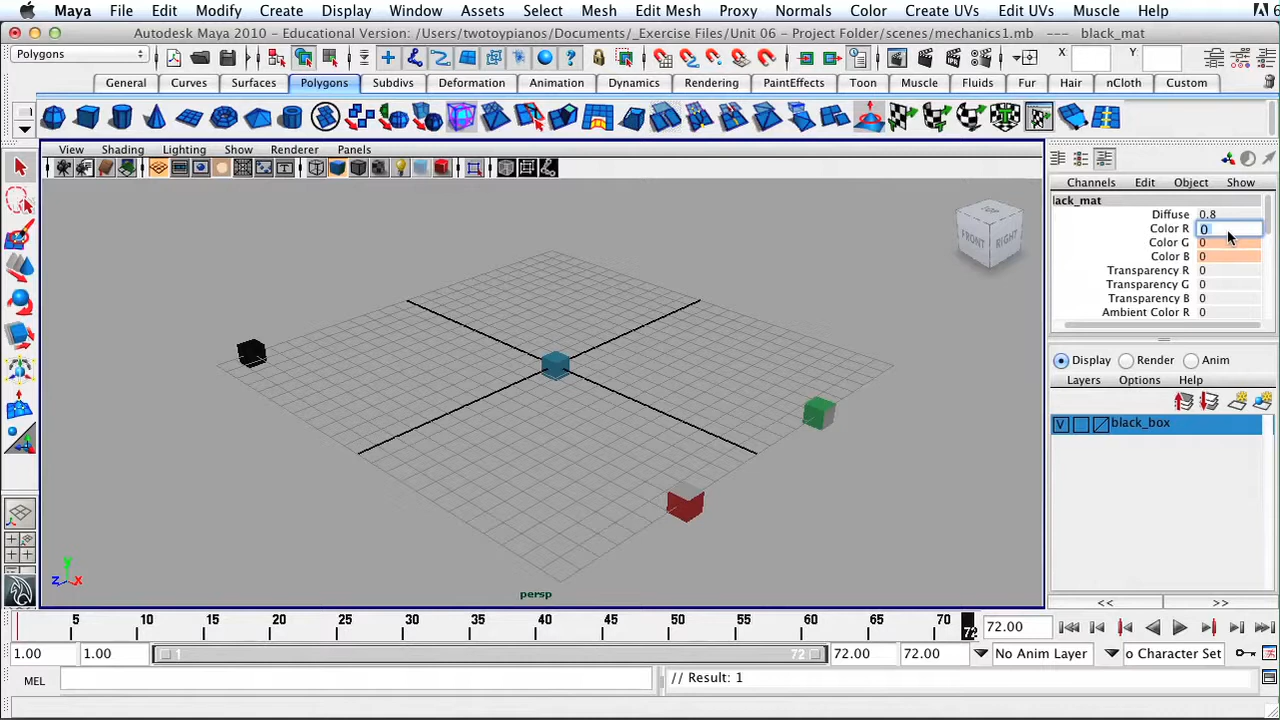 Maya File Edit Modify Create Display Window Assets Select Mesh Edit Mesh Proxy Normals Color Create UVs Edit UVs Muscle Help 6
Autodesk Maya 2010 - Educational Version: /Users/twotoypianos/Documents/_Exercise Files/Unit 06 - Project Folder/scenes/mechanics1.mb --- black_mat
Polygons X: Y:
General Curves Surfaces Polygons Subdivs Deformation Animation Dynamics Rendering PaintEffects Toon Muscle Fluids Fur Hair nCloth Custom
View Shading Lighting Show Renderer Panels
Channels Edit Object Show
lack_mat
Diffuse 0.8
Color R 0
Color G 0
Color B 0
Transparency R 0
Transparency G 0
Transparency B 0
Ambient Color R 0
TOP
FRONT RIGHT
Display Render Anim
Layers Options Help
V black_box
y
z x
persp
<< >>
5 10 15 20 25 30 35 40 45 50 55 60 65 70 72 72.00
1.00 1.00 1 72 72.00 72.00 No Anim Layer o Character Set
MEL // Result: 1